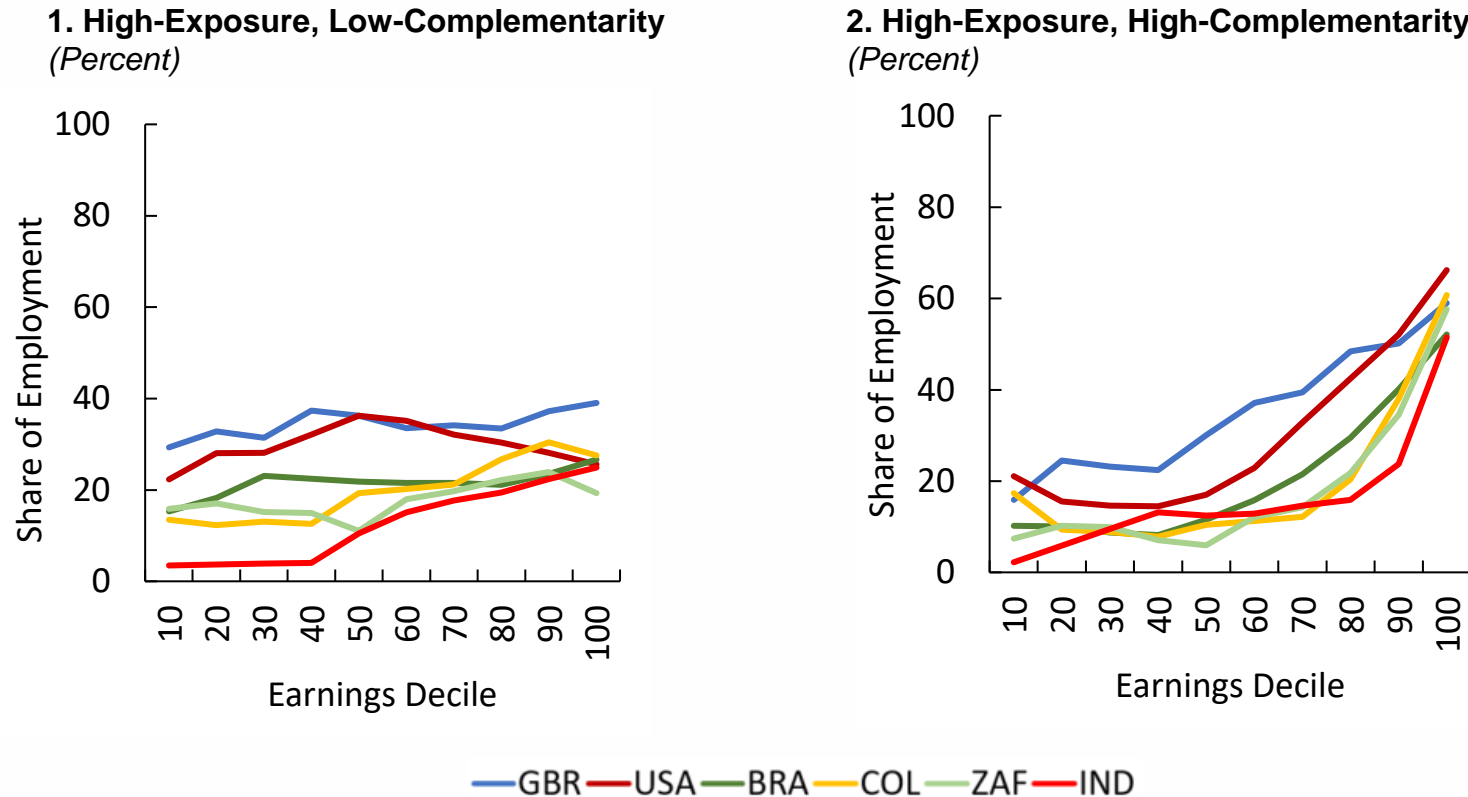 1. High-Exposure, Low-Complementarity
(Percent)
100
80
60
40
20
0
Share of Employment
10 20 30 40 50 60 70 80 90 100
Earnings Decile
2. High-Exposure, High-Complementarity
(Percent)
100
80
60
40
20
0
Share of Employment
10 20 30 40 50 60 70 80 90 100
Earnings Decile
GBR USA BRA COL ZAF IND